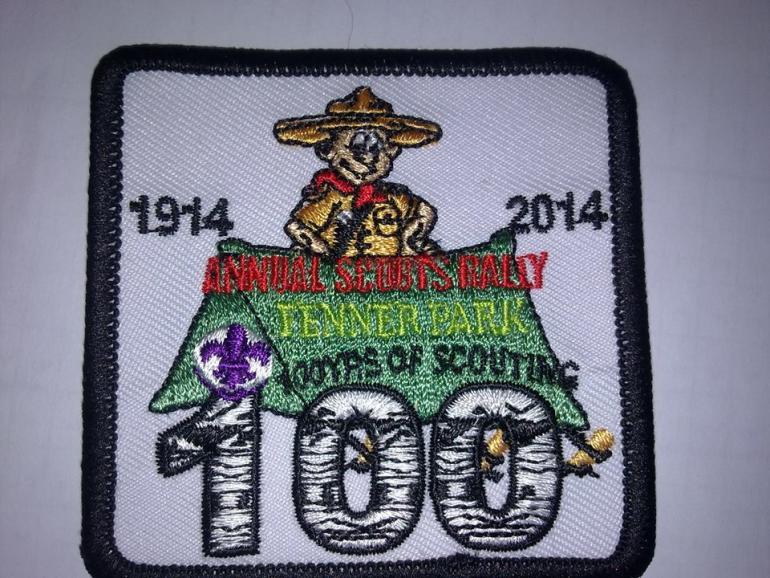 1914 2014
ANNUAL SCOUTS RALLY
FENNER PARK
100YRS OF SCOUTING
100